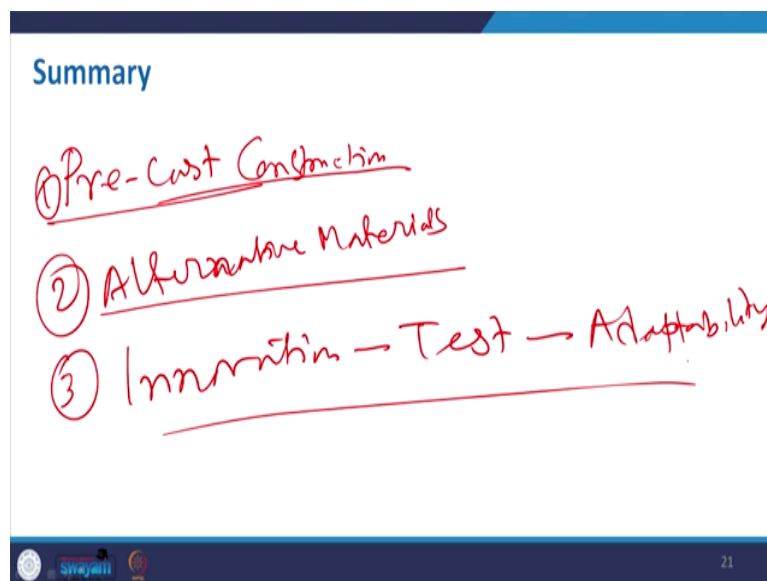 Summary
① Pre-Cast Construction
② Alternative Materials
③ Innovation - Test - Adaptability
swayam
21